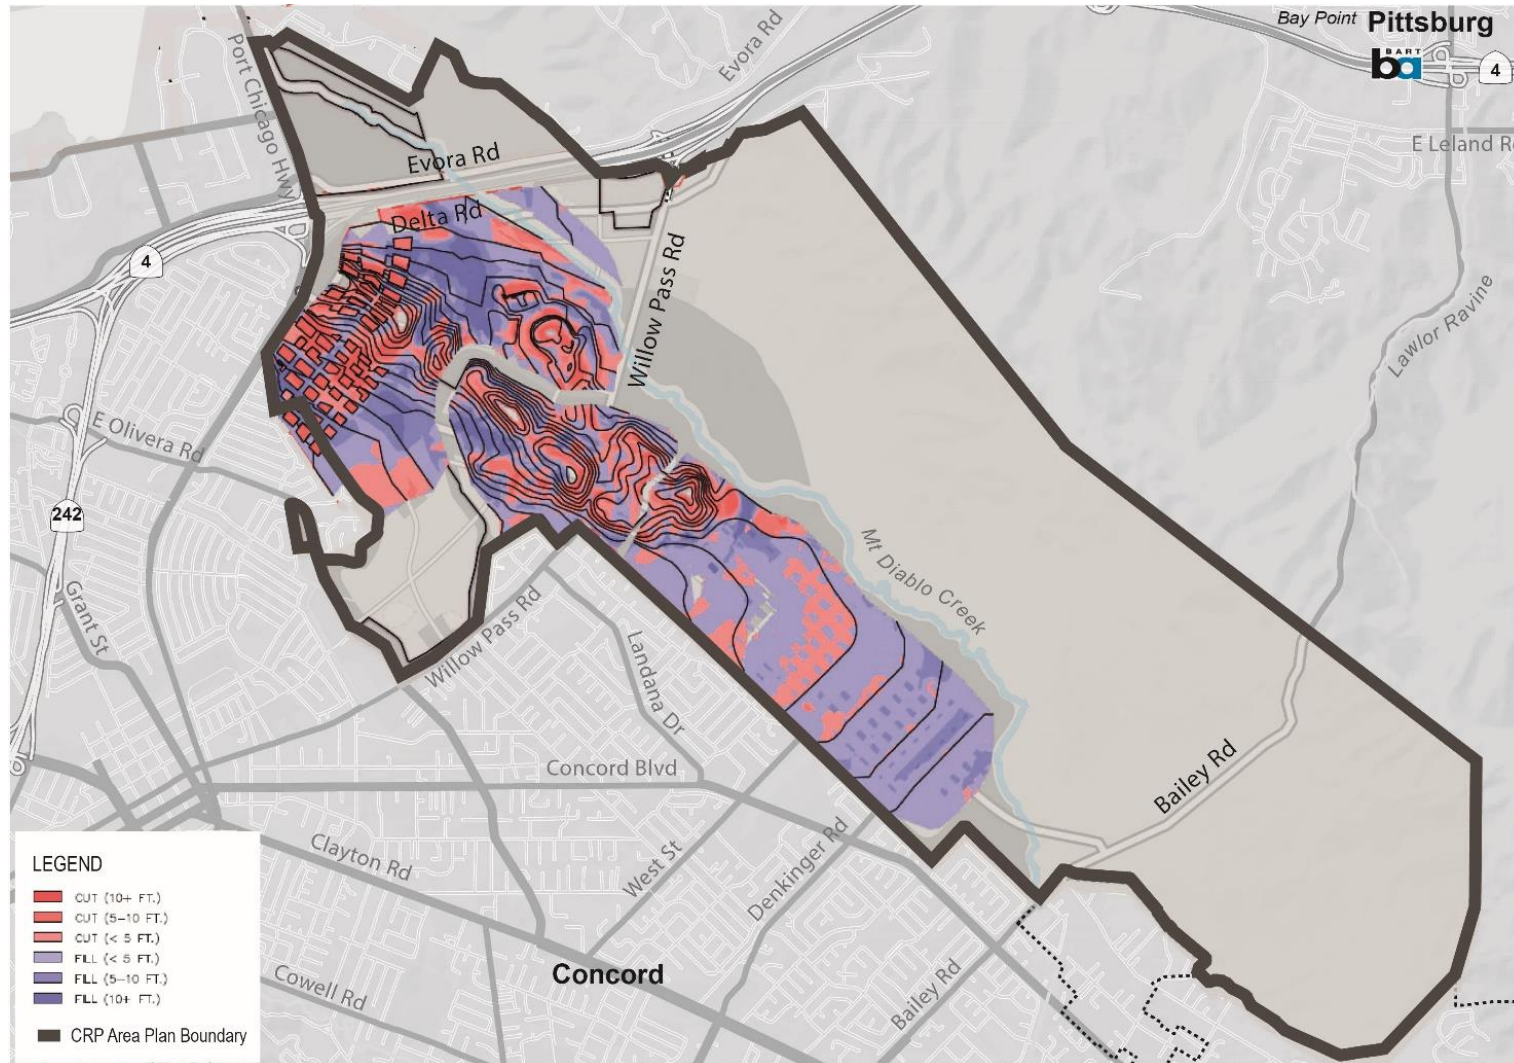 Bay Point Pittsburg
BART
ba
4
E Leland Rd
Evora Rd
Port Chicago Hwy
Evora Rd
Delta Rd
4
Willow Pass Rd
Lawlor Ravine
E Olivera Rd
242
Mt Diablo Creek
Grant St
Willow Pass Rd
Landana Dr
Concord Blvd
Bailey Rd
Clayton Rd
West St
Denkinger Rd
Concord
Cowell Rd
Bailey Rd
LEGEND
CUT (10+ FT.)
CUT (5–10 FT.)
CUT (< 5 FT.)
FILL (< 5 FT.)
FILL (5–10 FT.)
FILL (10+ FT.)
CRP Area Plan Boundary